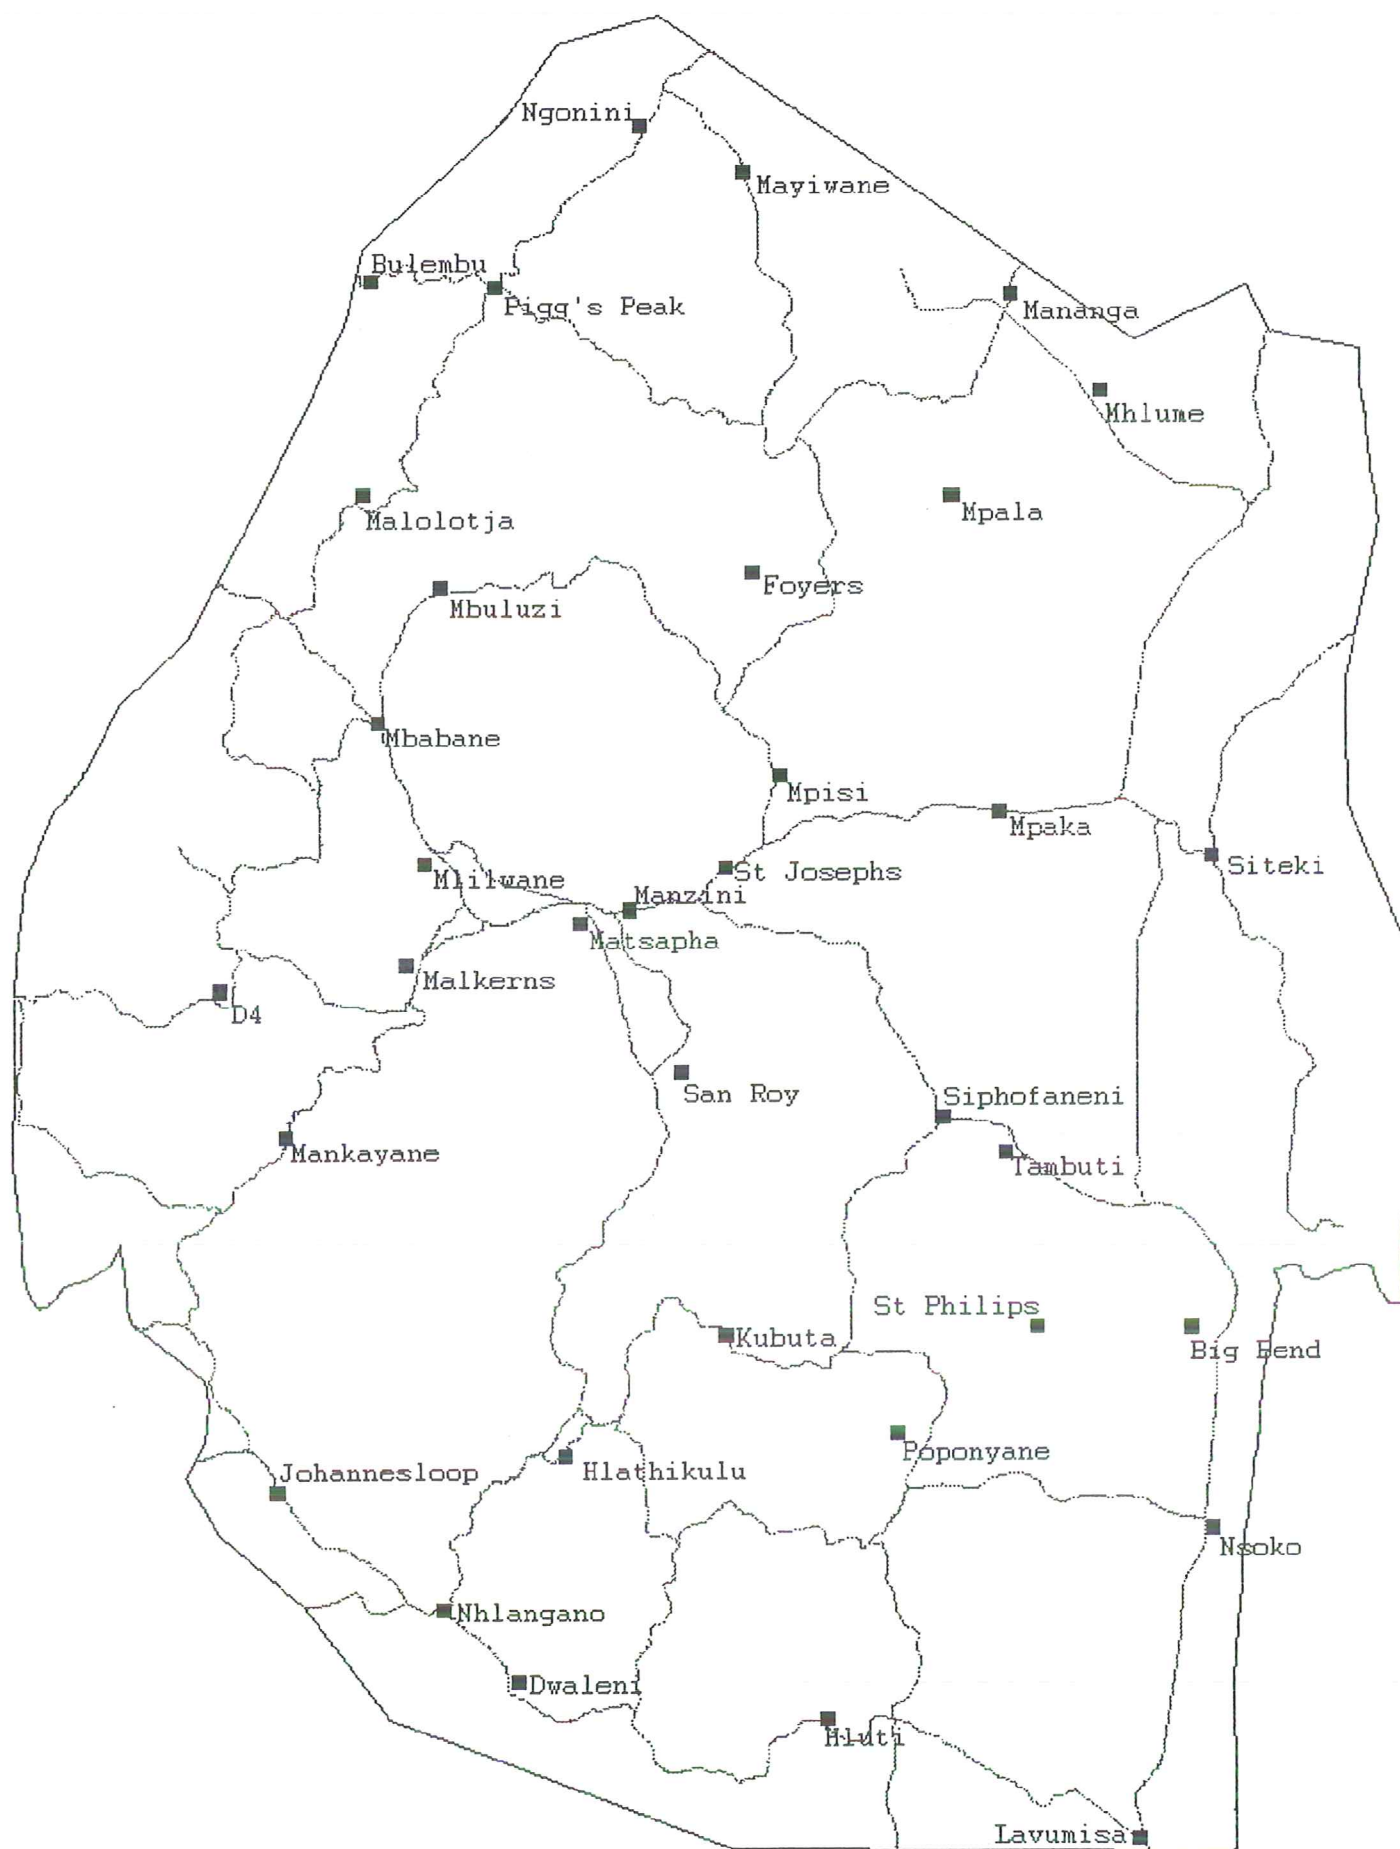 Ngonini
Mayiwane
Bulembu
Pigg's Peak
Mananga
Mhlume
Malolotja
Mpala
Foyers
Mbuluzi
Mbabane
Mpisi
Mpaka
Siteki
Mlilwane
St Josephs
Manzini
Matsapha
Malkerns
D4
San Roy
Siphofaneni
Mankayane
Tambuti
St Philips
Kubuta
Big Bend
Poponyane
Johannesloop
Hlathikulu
Nsoko
Nhlangano
Dwaleni
Hluti
Lavumisa